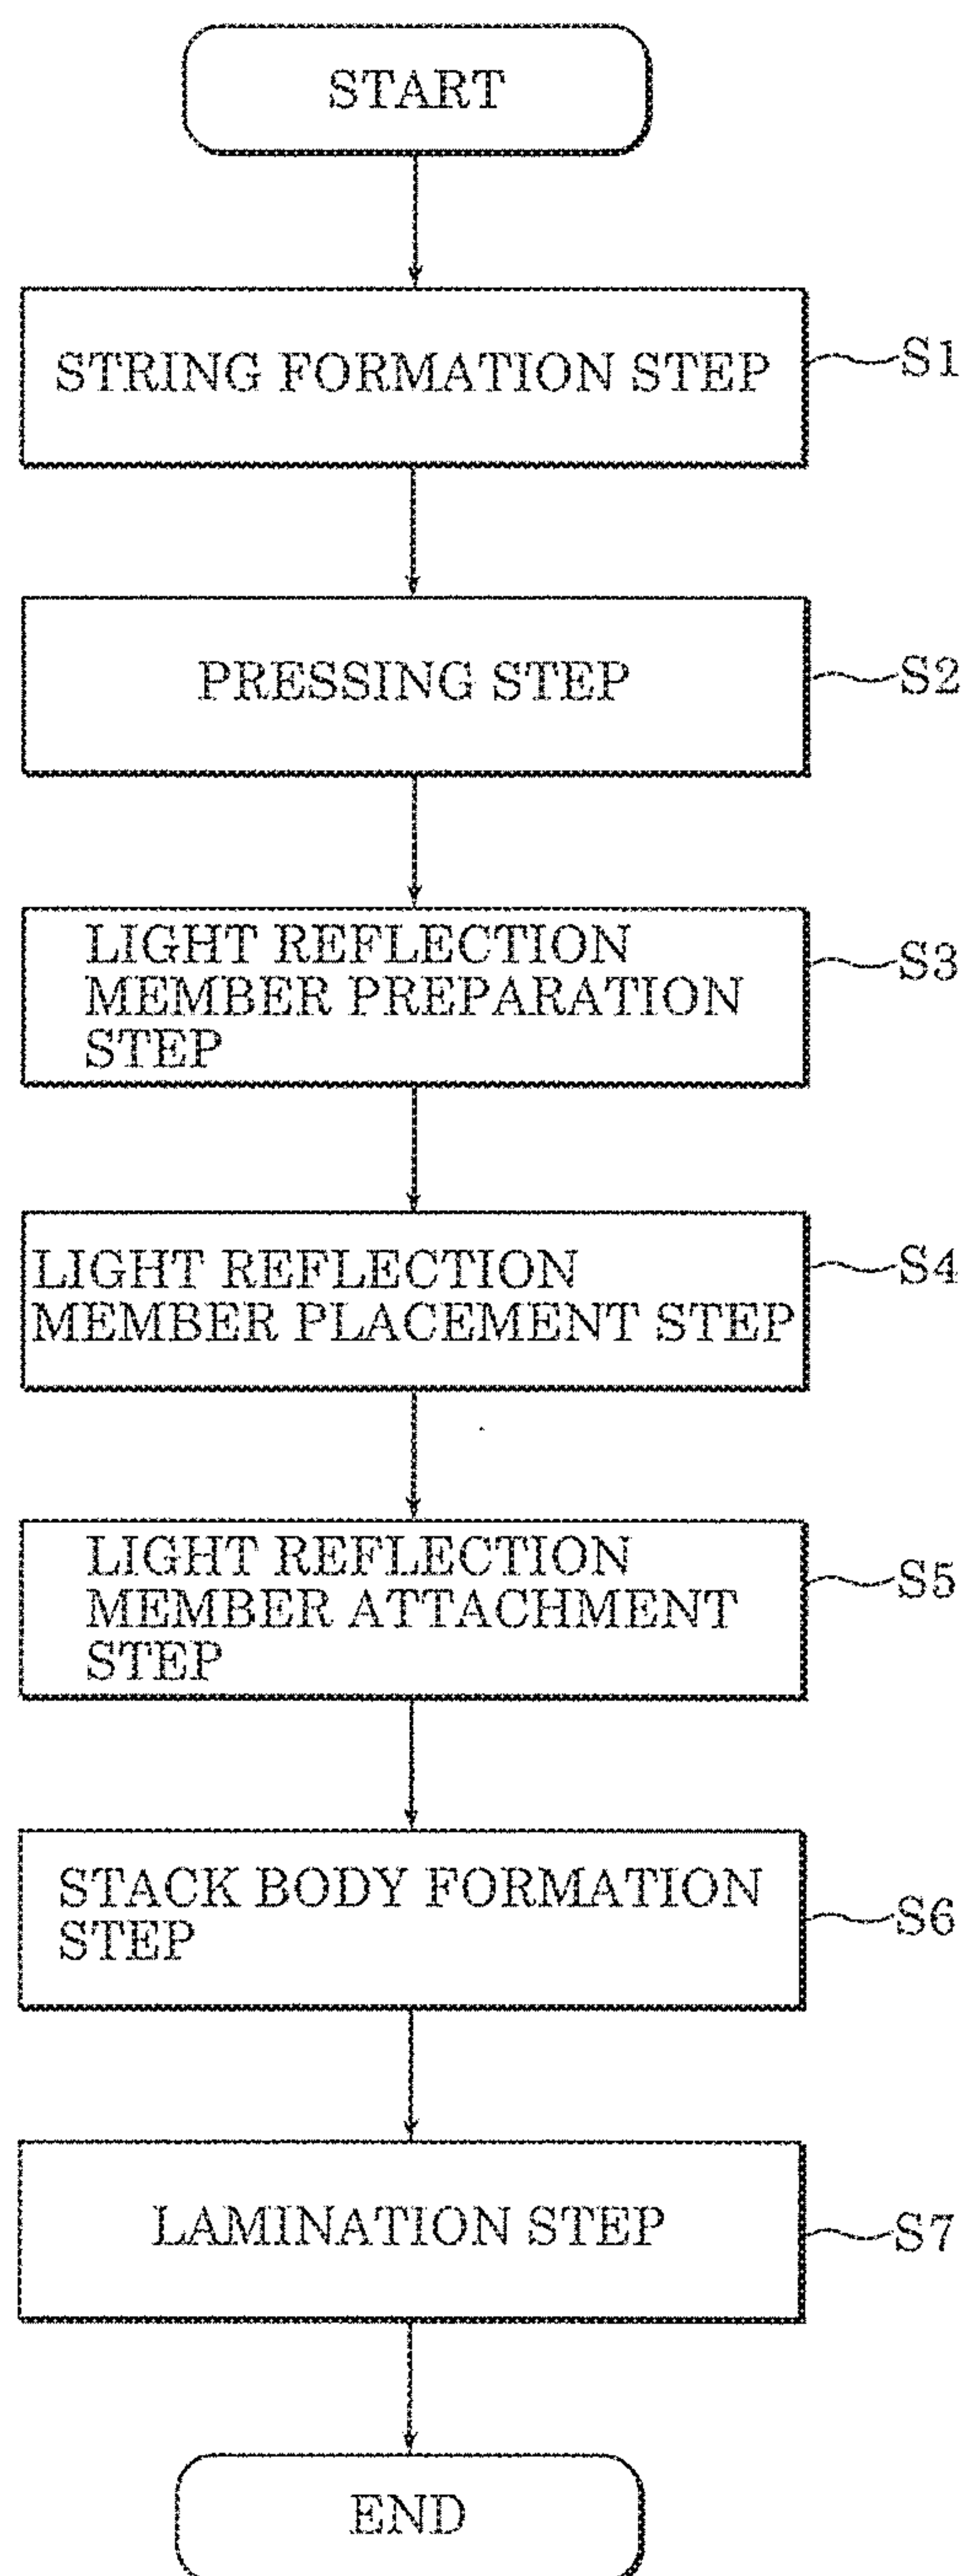 START
STRING FORMATION STEP
S1
PRESSING STEP
S2
LIGHT REFLECTION
MEMBER PREPARATION
STEP
S3
LIGHT REFLECTION
MEMBER PLACEMENT STEP
S4
LIGHT REFLECTION
MEMBER ATTACHMENT
STEP
S5
STACK BODY FORMATION
STEP
S6
LAMINATION STEP
S7
END